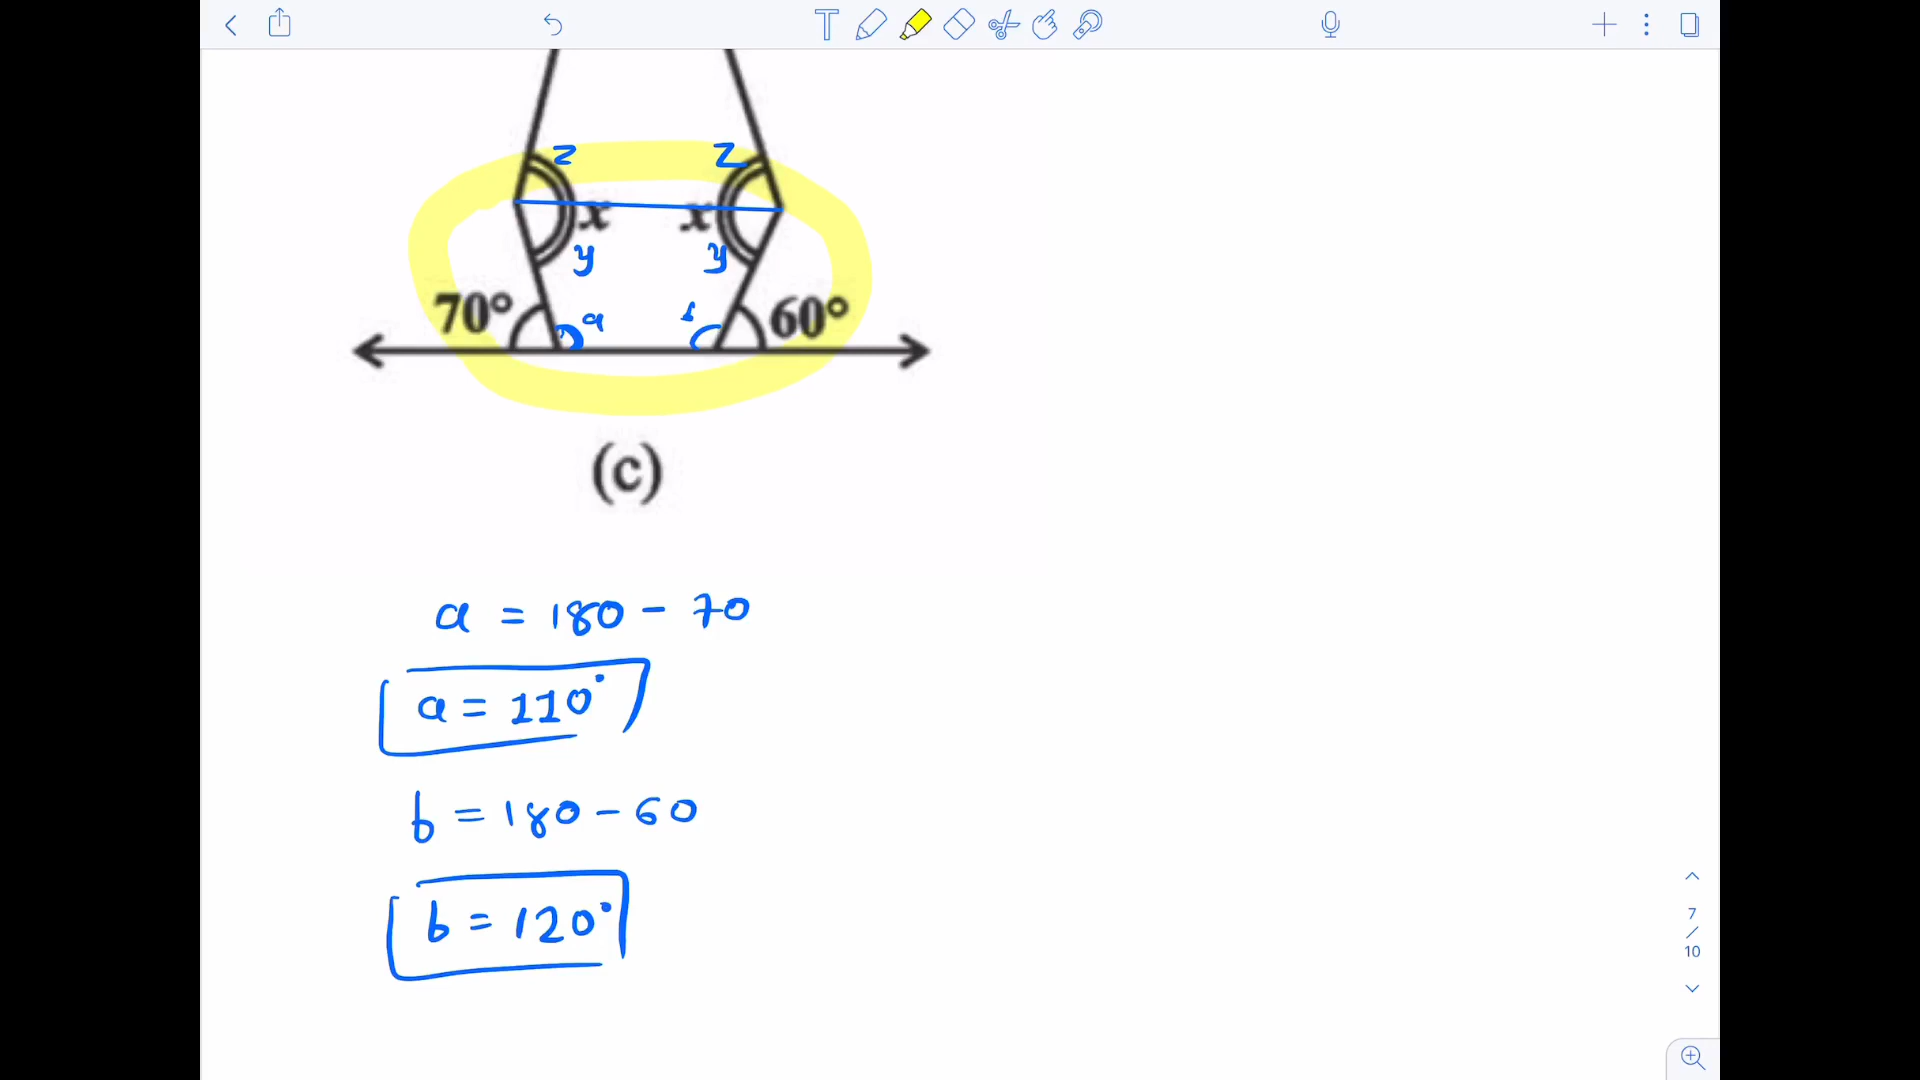 z z
x x
y y
70° a b 60°
(c)
a = 180 - 70
a = 110°
b = 180 - 60
b = 120°
7
/
10